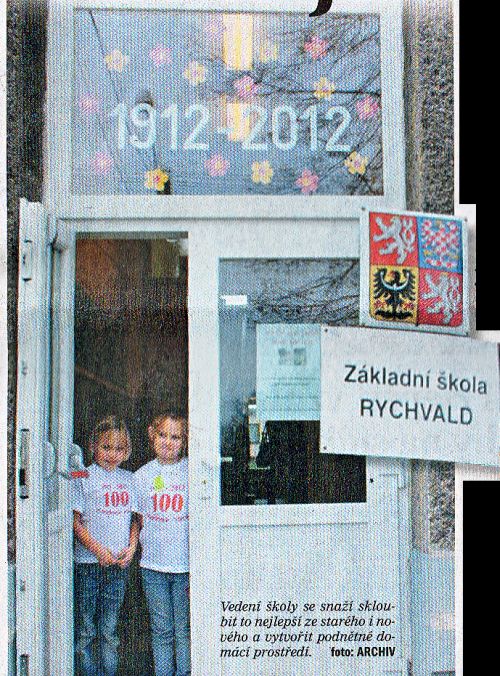 1912-2012
Základní škola
RYCHVALD
100
100
Vedení školy se snaží sklou-
bit to nejlepší ze starého i no-
vého a vytvořit podnětné do-
mácí prostředí. foto: ARCHIV